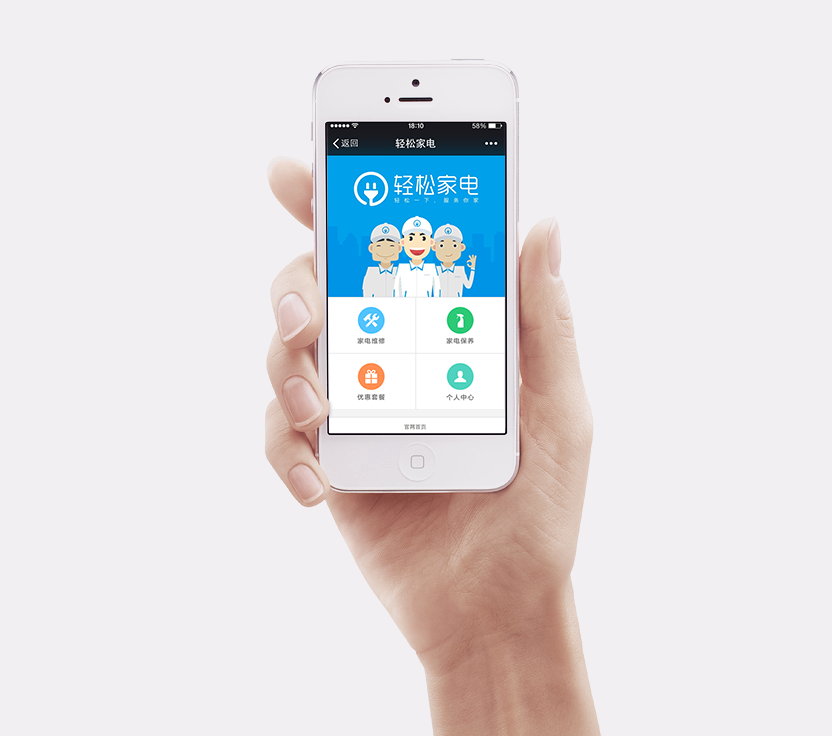 18:10
58%
返回
轻松家电
轻松家电
轻松一下，服务你家
家电维修
家电保养
优惠套餐
个人中心
官网首页